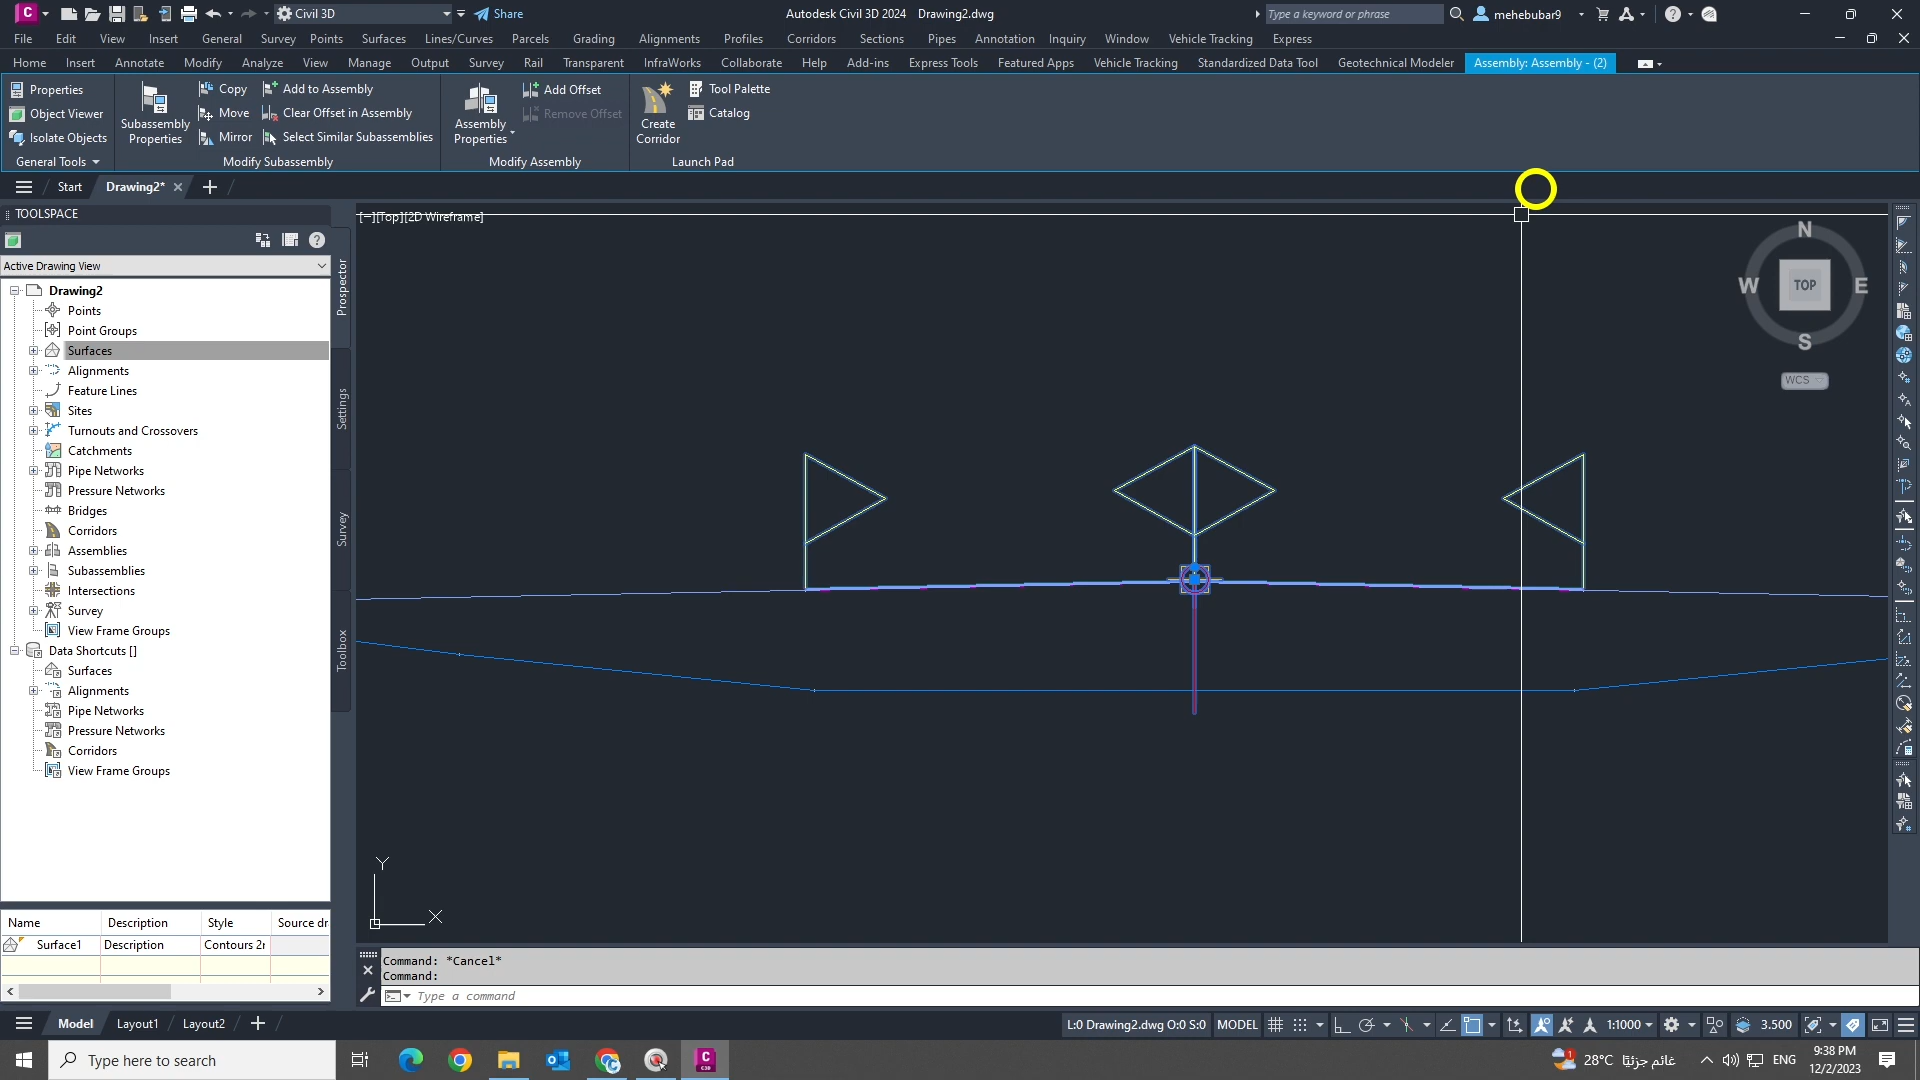 Civil 3D
Share
Autodesk Civil 3D 2024 Drawing2.dwg
Type a keyword or phrase
mehebubar9
File Edit View Insert General Survey Points Surfaces Lines/Curves Parcels Grading Alignments Profiles Corridors Sections Pipes Annotation Inquiry Window Vehicle Tracking Express
Home Insert Annotate Modify Analyze View Manage Output Survey Rail Transparent InfraWorks Collaborate Help Add-ins Express Tools Featured Apps Vehicle Tracking Standardized Data Tool Geotechnical Modeler Assembly: Assembly - (2)
Properties
Object Viewer
Isolate Objects
General Tools
Subassembly
Properties
Copy
Move
Mirror
Add to Assembly
Clear Offset in Assembly
Select Similar Subassemblies
Modify Subassembly
Assembly
Properties
Add Offset
Remove Offset
Modify Assembly
Create
Corridor
Tool Palette
Catalog
Launch Pad
Start Drawing2*
TOOLSPACE
Active Drawing View
Drawing2
Points
Point Groups
Surfaces
Alignments
Feature Lines
Sites
Turnouts and Crossovers
Catchments
Pipe Networks
Pressure Networks
Bridges
Corridors
Assemblies
Subassemblies
Intersections
Survey
View Frame Groups
Data Shortcuts []
Surfaces
Alignments
Pipe Networks
Pressure Networks
Corridors
View Frame Groups
Prospector
Settings
Survey
Toolbox
Name Description Style Source dr
Surface1 Description Contours 2r
[−][Top][2D Wireframe]
N
W TOP E
S
WCS
Y
X
Command: *Cancel*
Command:
Type a command
Model Layout1 Layout2
L:0 Drawing2.dwg O:0 S:0 MODEL 1:1000 3.500
Type here to search
28°C غائم جزئيًا
ENG
9:38 PM
12/2/2023